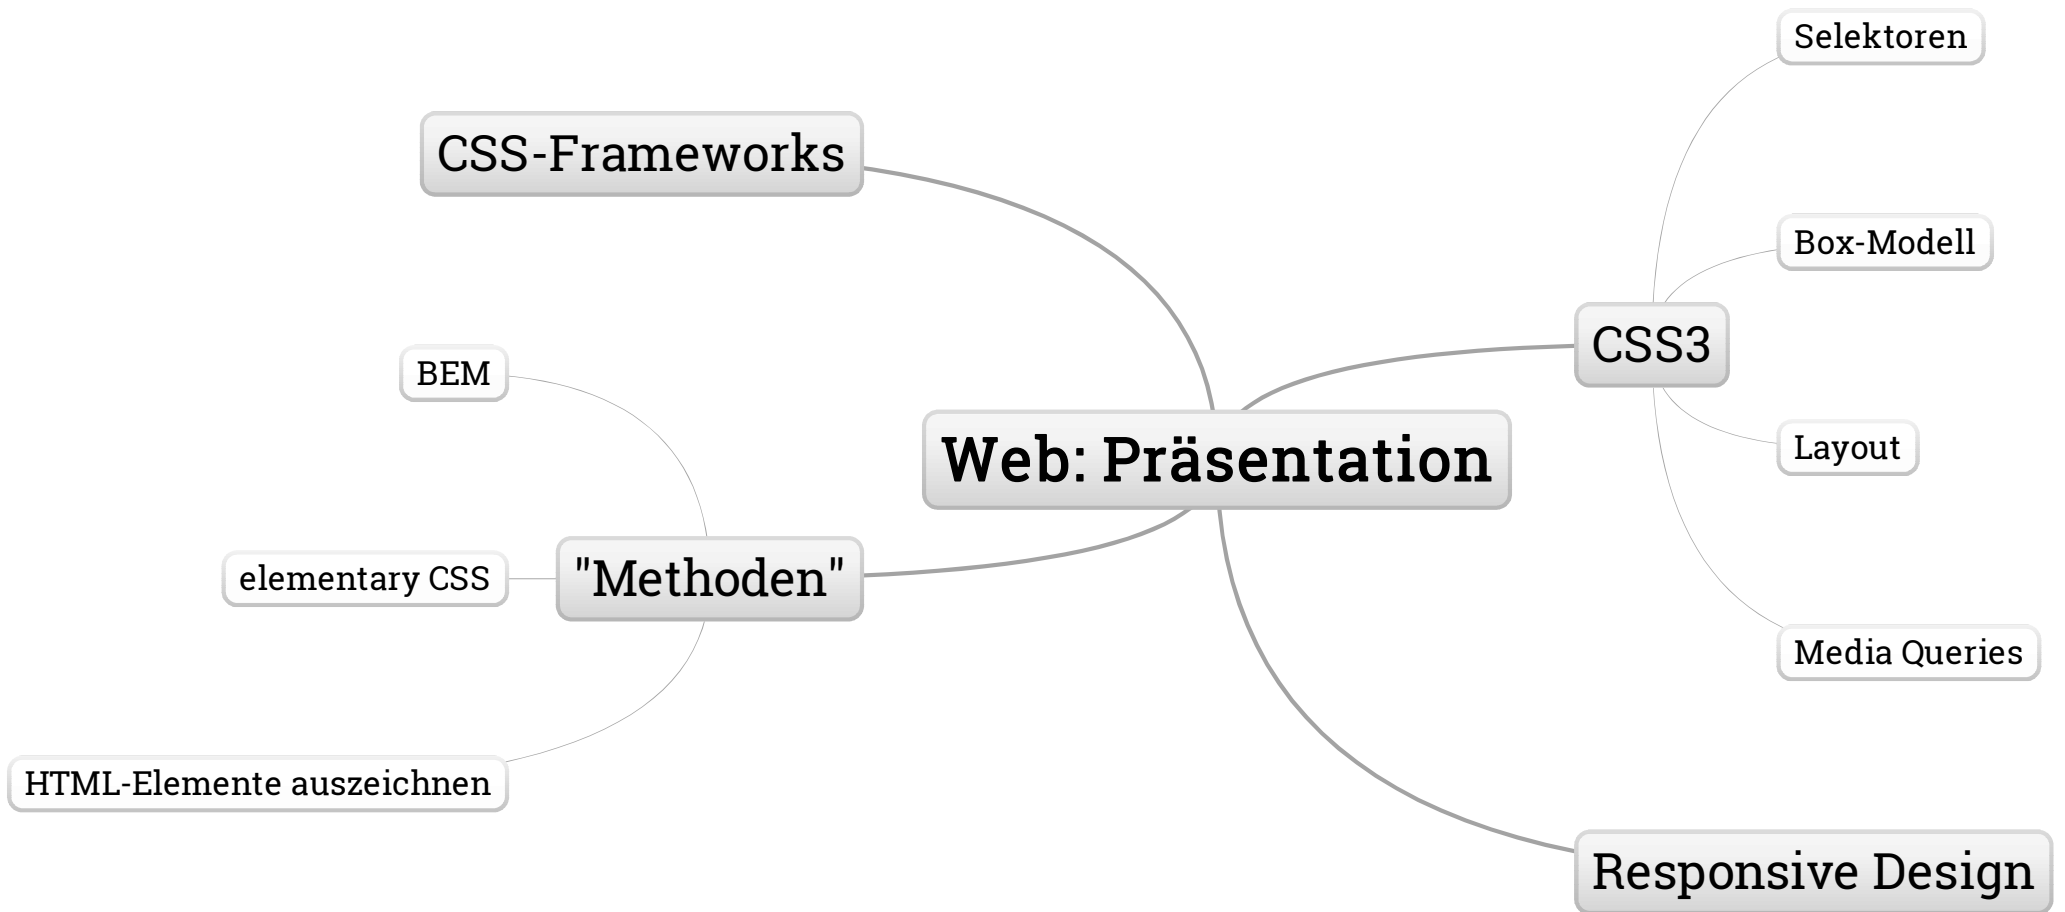 Selektoren
CSS-Frameworks
Box-Modell
CSS3
BEM
Layout
Web: Präsentation
elementary CSS
"Methoden"
Media Queries
HTML-Elemente auszeichnen
Responsive Design